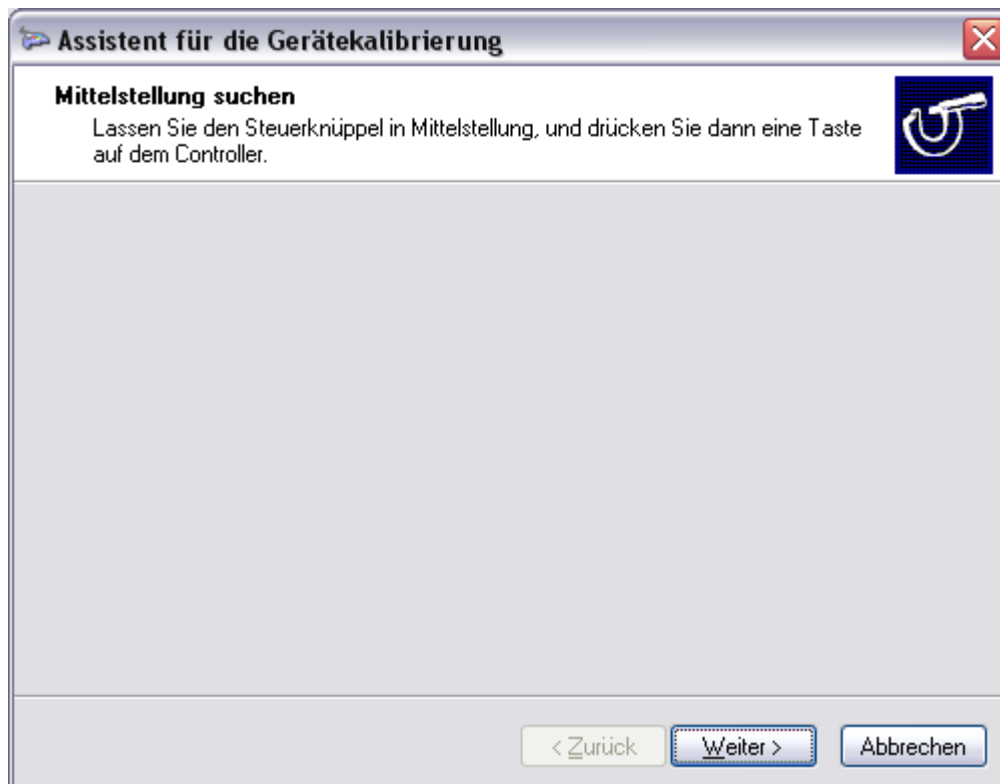 Assistent für die Gerätekalibrierung
Mittelstellung suchen
Lassen Sie den Steuerknüppel in Mittelstellung, und drücken Sie dann eine Taste
auf dem Controller.
< Zurück Weiter > Abbrechen